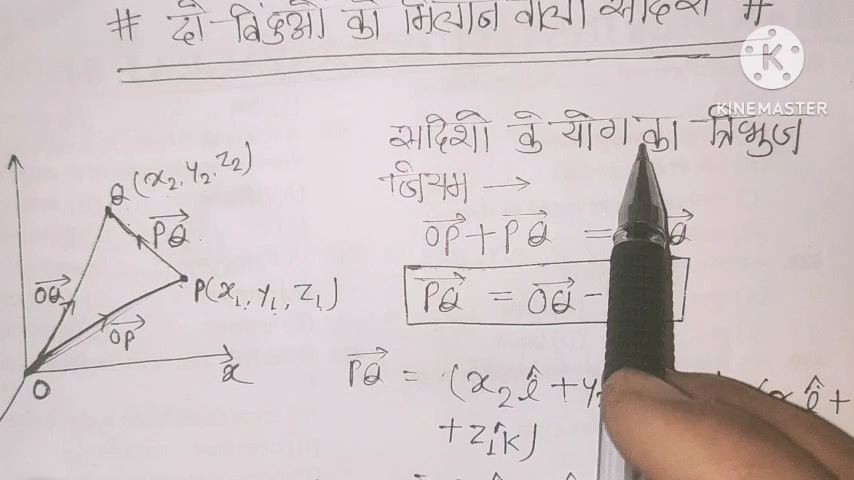 # दो बिंदुओं को मिलाने वाला सदिश #
K
KINEMASTER
सदिशो के योग का त्रिभुज
नियम →
OP + PQ = Q
PQ = OQ −
Q (x₂, y₂, z₂)
PQ
OQ
P(x₁, y₁, z₁)
OP
O
x
PQ = (x₂î + y
x î +
+ z₁k̂)